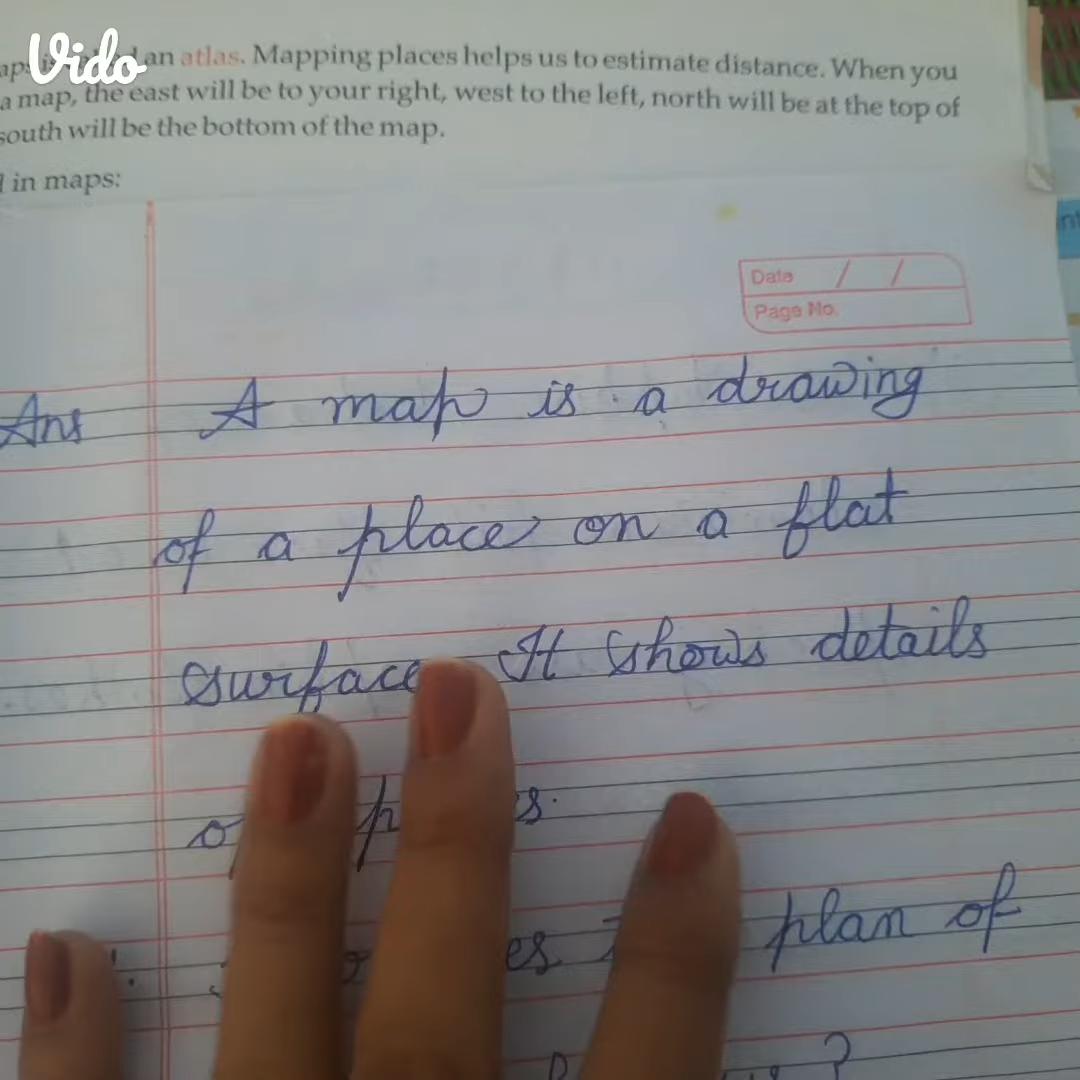 Vido
an atlas. Mapping places helps us to estimate distance. When you
a map, the east will be to your right, west to the left, north will be at the top of
south will be the bottom of the map.
in maps:
Date / /
Page No.
Ans A map is a drawing
of a place on a flat
surface It shows details
plan of
?